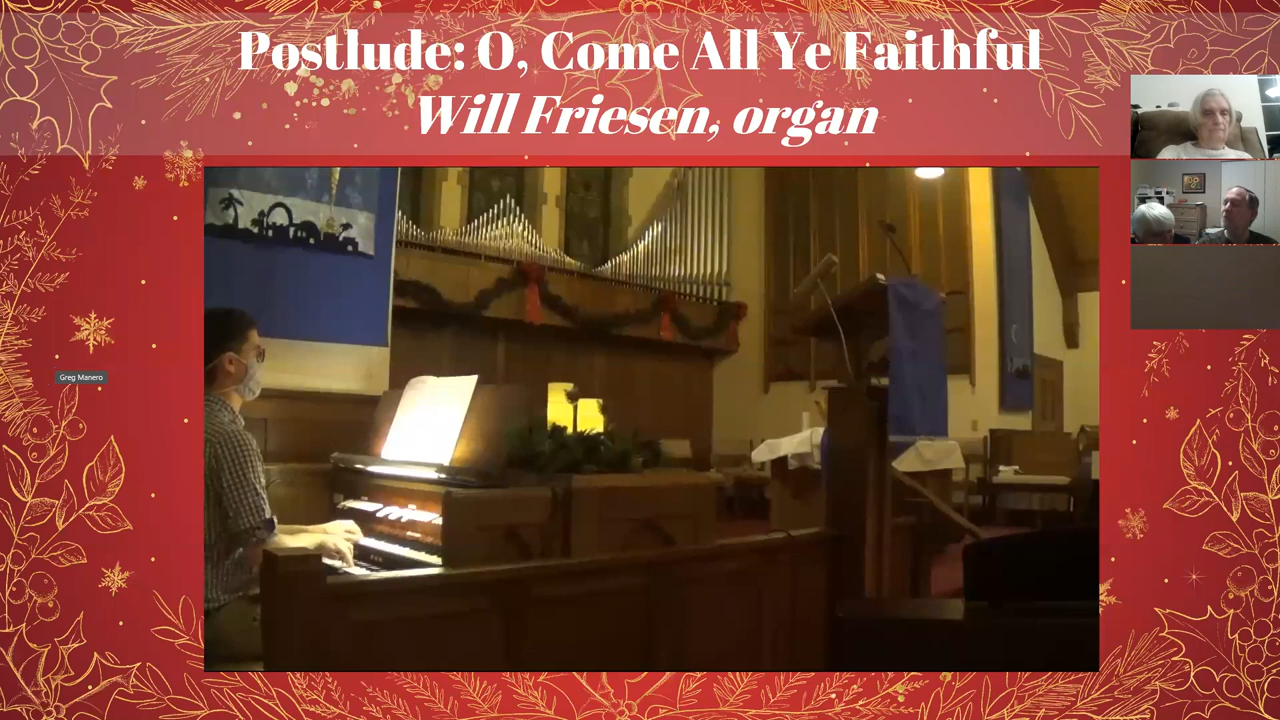 Postlude: O, Come All Ye Faithful
Will Friesen, organ
Greg Manero